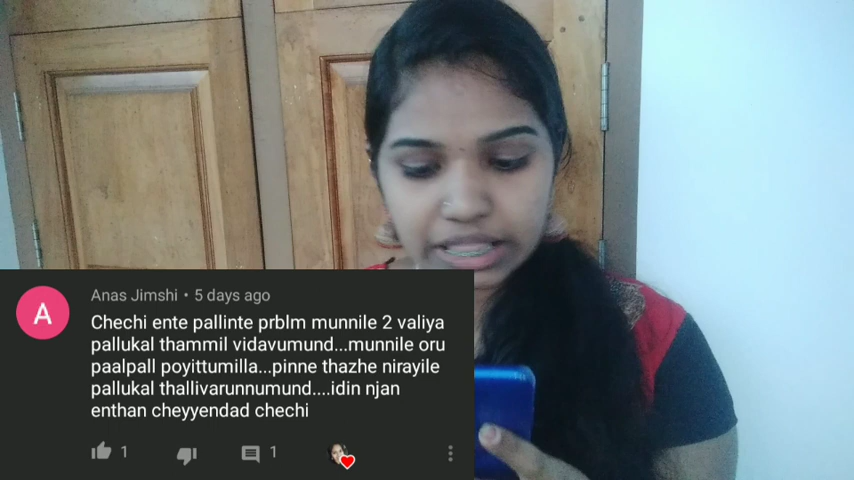 A
Anas Jimshi • 5 days ago
Chechi ente pallinte prblm munnile 2 valiya
pallukal thammil vidavumund...munnile oru
paalpall poyittumilla...pinne thazhe nirayile
pallukal thallivarunnumund....idin njan
enthan cheyyendad chechi
1 1